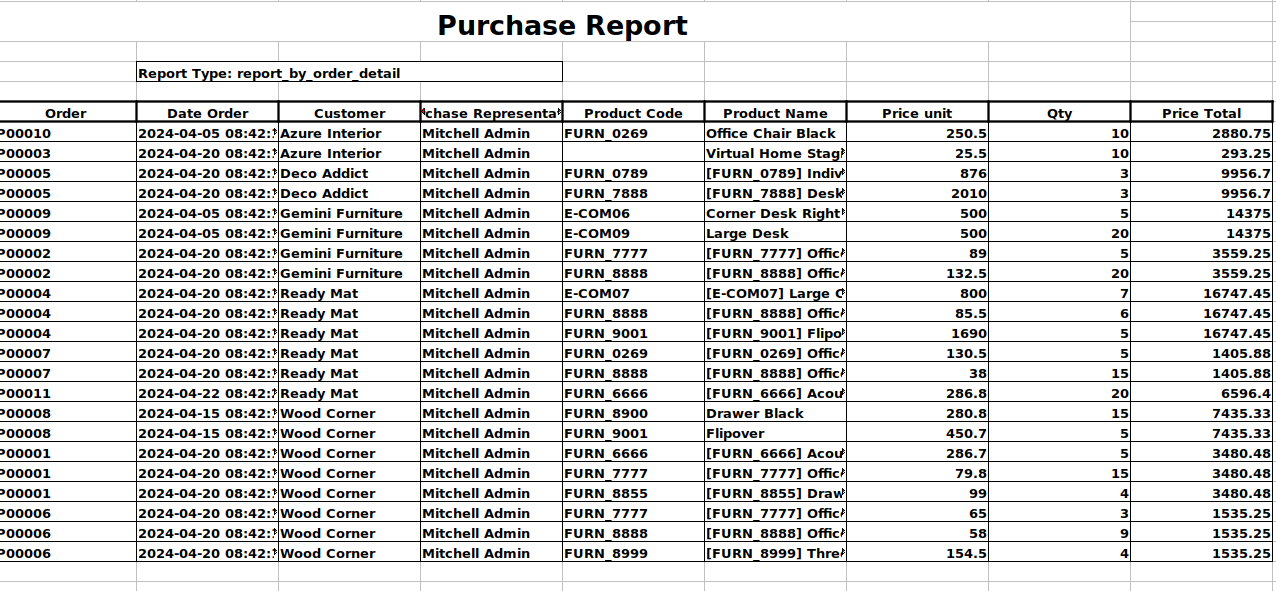 Purchase Report
Report Type: report_by_order_detail
Order Date Order Customer chase Representa Product Code Product Name Price unit Qty Price Total
P00010 2024-04-05 08:42: Azure Interior Mitchell Admin FURN_0269 Office Chair Black 250.5 10 2880.75
P00003 2024-04-20 08:42: Azure Interior Mitchell Admin Virtual Home Stag 25.5 10 293.25
P00005 2024-04-20 08:42: Deco Addict Mitchell Admin FURN_0789 [FURN_0789] Indiv 876 3 9956.7
P00005 2024-04-20 08:42: Deco Addict Mitchell Admin FURN_7888 [FURN_7888] Desk 2010 3 9956.7
P00009 2024-04-05 08:42: Gemini Furniture Mitchell Admin E-COM06 Corner Desk Right 500 5 14375
P00009 2024-04-05 08:42: Gemini Furniture Mitchell Admin E-COM09 Large Desk 500 20 14375
P00002 2024-04-20 08:42: Gemini Furniture Mitchell Admin FURN_7777 [FURN_7777] Offic 89 5 3559.25
P00002 2024-04-20 08:42: Gemini Furniture Mitchell Admin FURN_8888 [FURN_8888] Offic 132.5 20 3559.25
P00004 2024-04-20 08:42: Ready Mat Mitchell Admin E-COM07 [E-COM07] Large C 800 7 16747.45
P00004 2024-04-20 08:42: Ready Mat Mitchell Admin FURN_8888 [FURN_8888] Offic 85.5 6 16747.45
P00004 2024-04-20 08:42: Ready Mat Mitchell Admin FURN_9001 [FURN_9001] Flipo 1690 5 16747.45
P00007 2024-04-20 08:42: Ready Mat Mitchell Admin FURN_0269 [FURN_0269] Offic 130.5 5 1405.88
P00007 2024-04-20 08:42: Ready Mat Mitchell Admin FURN_8888 [FURN_8888] Offic 38 15 1405.88
P00011 2024-04-22 08:42: Ready Mat Mitchell Admin FURN_6666 [FURN_6666] Acou 286.8 20 6596.4
P00008 2024-04-15 08:42: Wood Corner Mitchell Admin FURN_8900 Drawer Black 280.8 15 7435.33
P00008 2024-04-15 08:42: Wood Corner Mitchell Admin FURN_9001 Flipover 450.7 5 7435.33
P00001 2024-04-20 08:42: Wood Corner Mitchell Admin FURN_6666 [FURN_6666] Acou 286.7 5 3480.48
P00001 2024-04-20 08:42: Wood Corner Mitchell Admin FURN_7777 [FURN_7777] Offic 79.8 15 3480.48
P00001 2024-04-20 08:42: Wood Corner Mitchell Admin FURN_8855 [FURN_8855] Draw 99 4 3480.48
P00006 2024-04-20 08:42: Wood Corner Mitchell Admin FURN_7777 [FURN_7777] Offic 65 3 1535.25
P00006 2024-04-20 08:42: Wood Corner Mitchell Admin FURN_8888 [FURN_8888] Offic 58 9 1535.25
P00006 2024-04-20 08:42: Wood Corner Mitchell Admin FURN_8999 [FURN_8999] Thre 154.5 4 1535.25